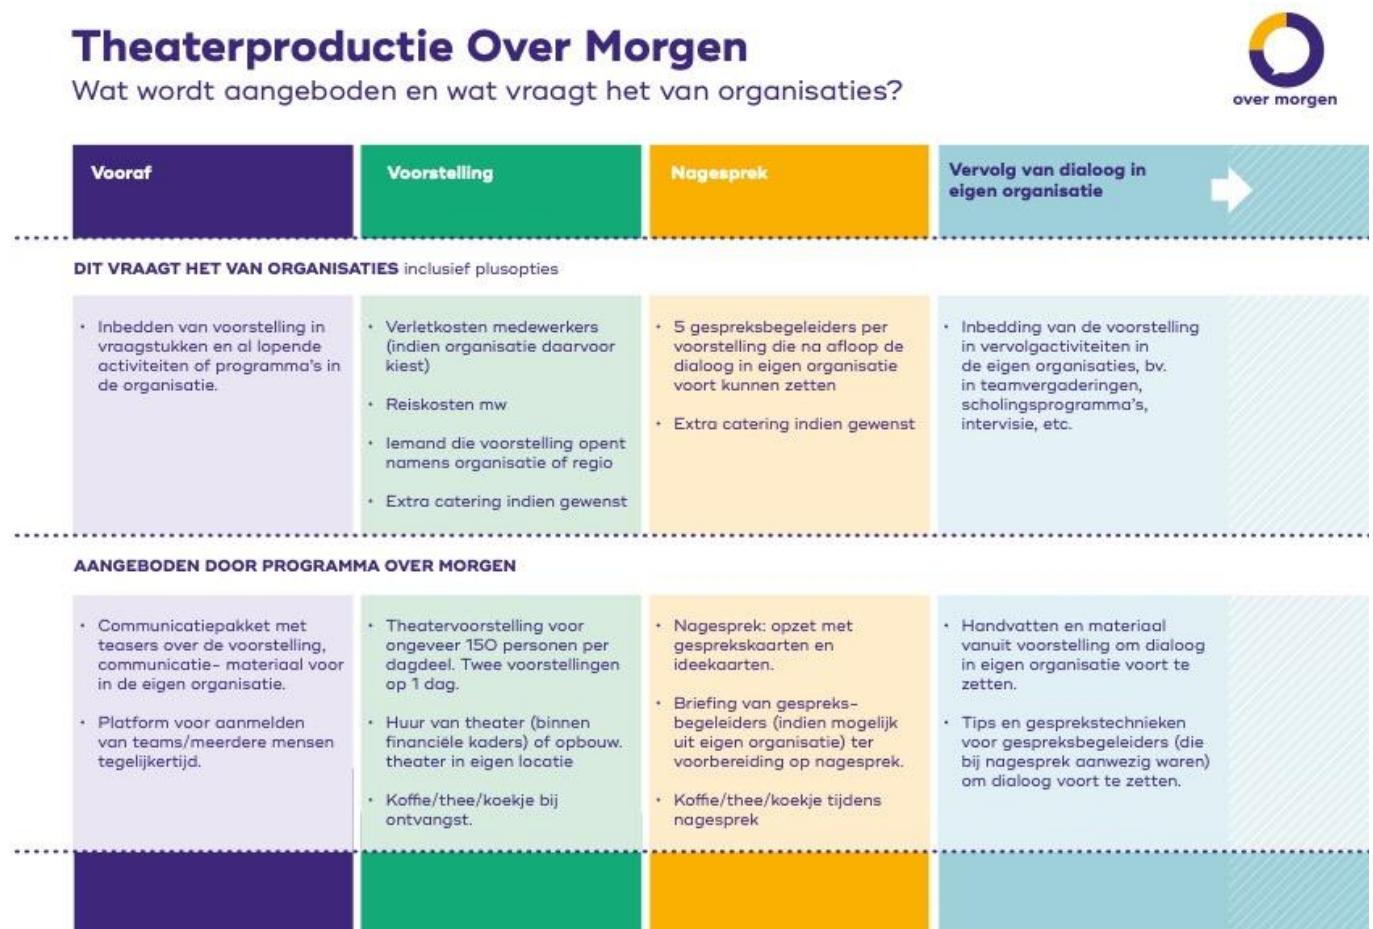 Theaterproductie Over Morgen
Wat wordt aangeboden en wat vraagt het van organisaties?
over morgen
Vooraf
Voorstelling
Nagesprek
Vervolg van dialoog in
eigen organisatie
DIT VRAAGT HET VAN ORGANISATIES inclusief plusopties
• Inbedden van voorstelling in
vraagstukken en al lopende
activiteiten of programma's in
de organisatie.
• Verletkosten medewerkers
(indien organisatie daarvoor
kiest)
• Reiskosten mw
• Iemand die voorstelling opent
namens organisatie of regio
• Extra catering indien gewenst
• 5 gespreksbegeleiders per
voorstelling die na afloop de
dialoog in eigen organisatie
voort kunnen zetten
• Extra catering indien gewenst
• Inbedding van de voorstelling
in vervolgactiviteiten in
de eigen organisaties, bv.
in teamvergaderingen,
scholingsprogramma's,
intervisie, etc.
AANGEBODEN DOOR PROGRAMMA OVER MORGEN
• Communicatiepakket met
teasers over de voorstelling,
communicatie- materiaal voor
in de eigen organisatie.
• Platform voor aanmelden
van teams/meerdere mensen
tegelijkertijd.
• Theatervoorstelling voor
ongeveer 150 personen per
dagdeel. Twee voorstellingen
op 1 dag.
• Huur van theater (binnen
financiële kaders) of opbouw.
theater in eigen locatie
• Koffie/thee/koekje bij
ontvangst.
• Nagesprek: opzet met
gesprekskaarten en
ideekaarten.
• Briefing van gespreks-
begeleiders (indien mogelijk
uit eigen organisatie) ter
voorbereiding op nagesprek.
• Koffie/thee/koekje tijdens
nagesprek
• Handvatten en materiaal
vanuit voorstelling om dialoog
in eigen organisatie voort te
zetten.
• Tips en gesprekstechnieken
voor gespreksbegeleiders (die
bij nagesprek aanwezig waren)
om dialoog voort te zetten.